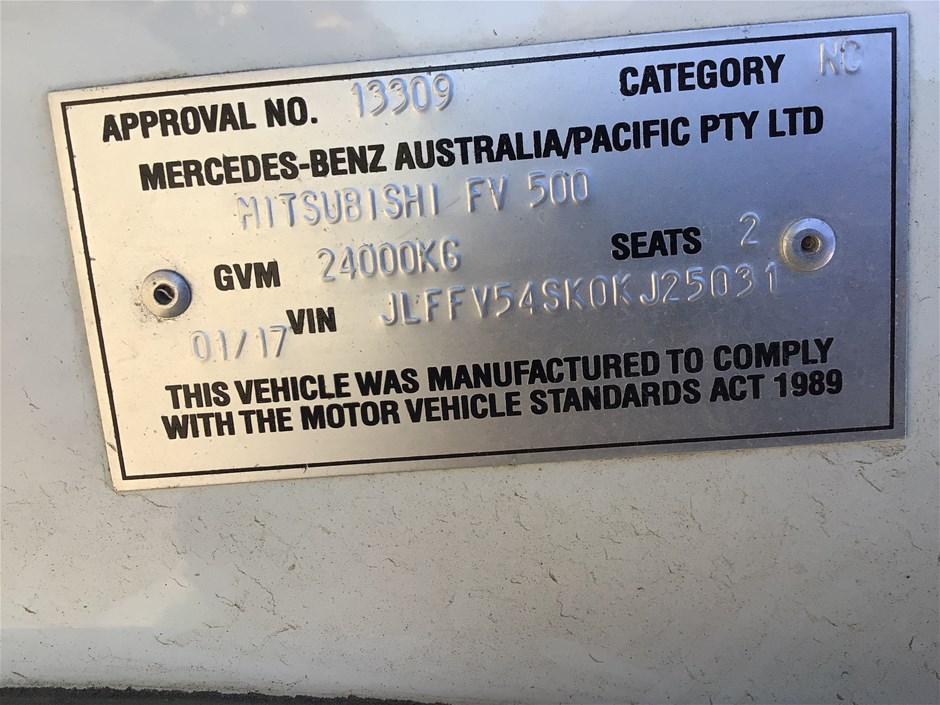 APPROVAL NO. 13309 CATEGORY NC
MERCEDES-BENZ AUSTRALIA/PACIFIC PTY LTD
MITSUBISHI FV 500
GVM 24000KG SEATS 2
01/17 VIN JLFFV54SK0KJ25031
THIS VEHICLE WAS MANUFACTURED TO COMPLY
WITH THE MOTOR VEHICLE STANDARDS ACT 1989